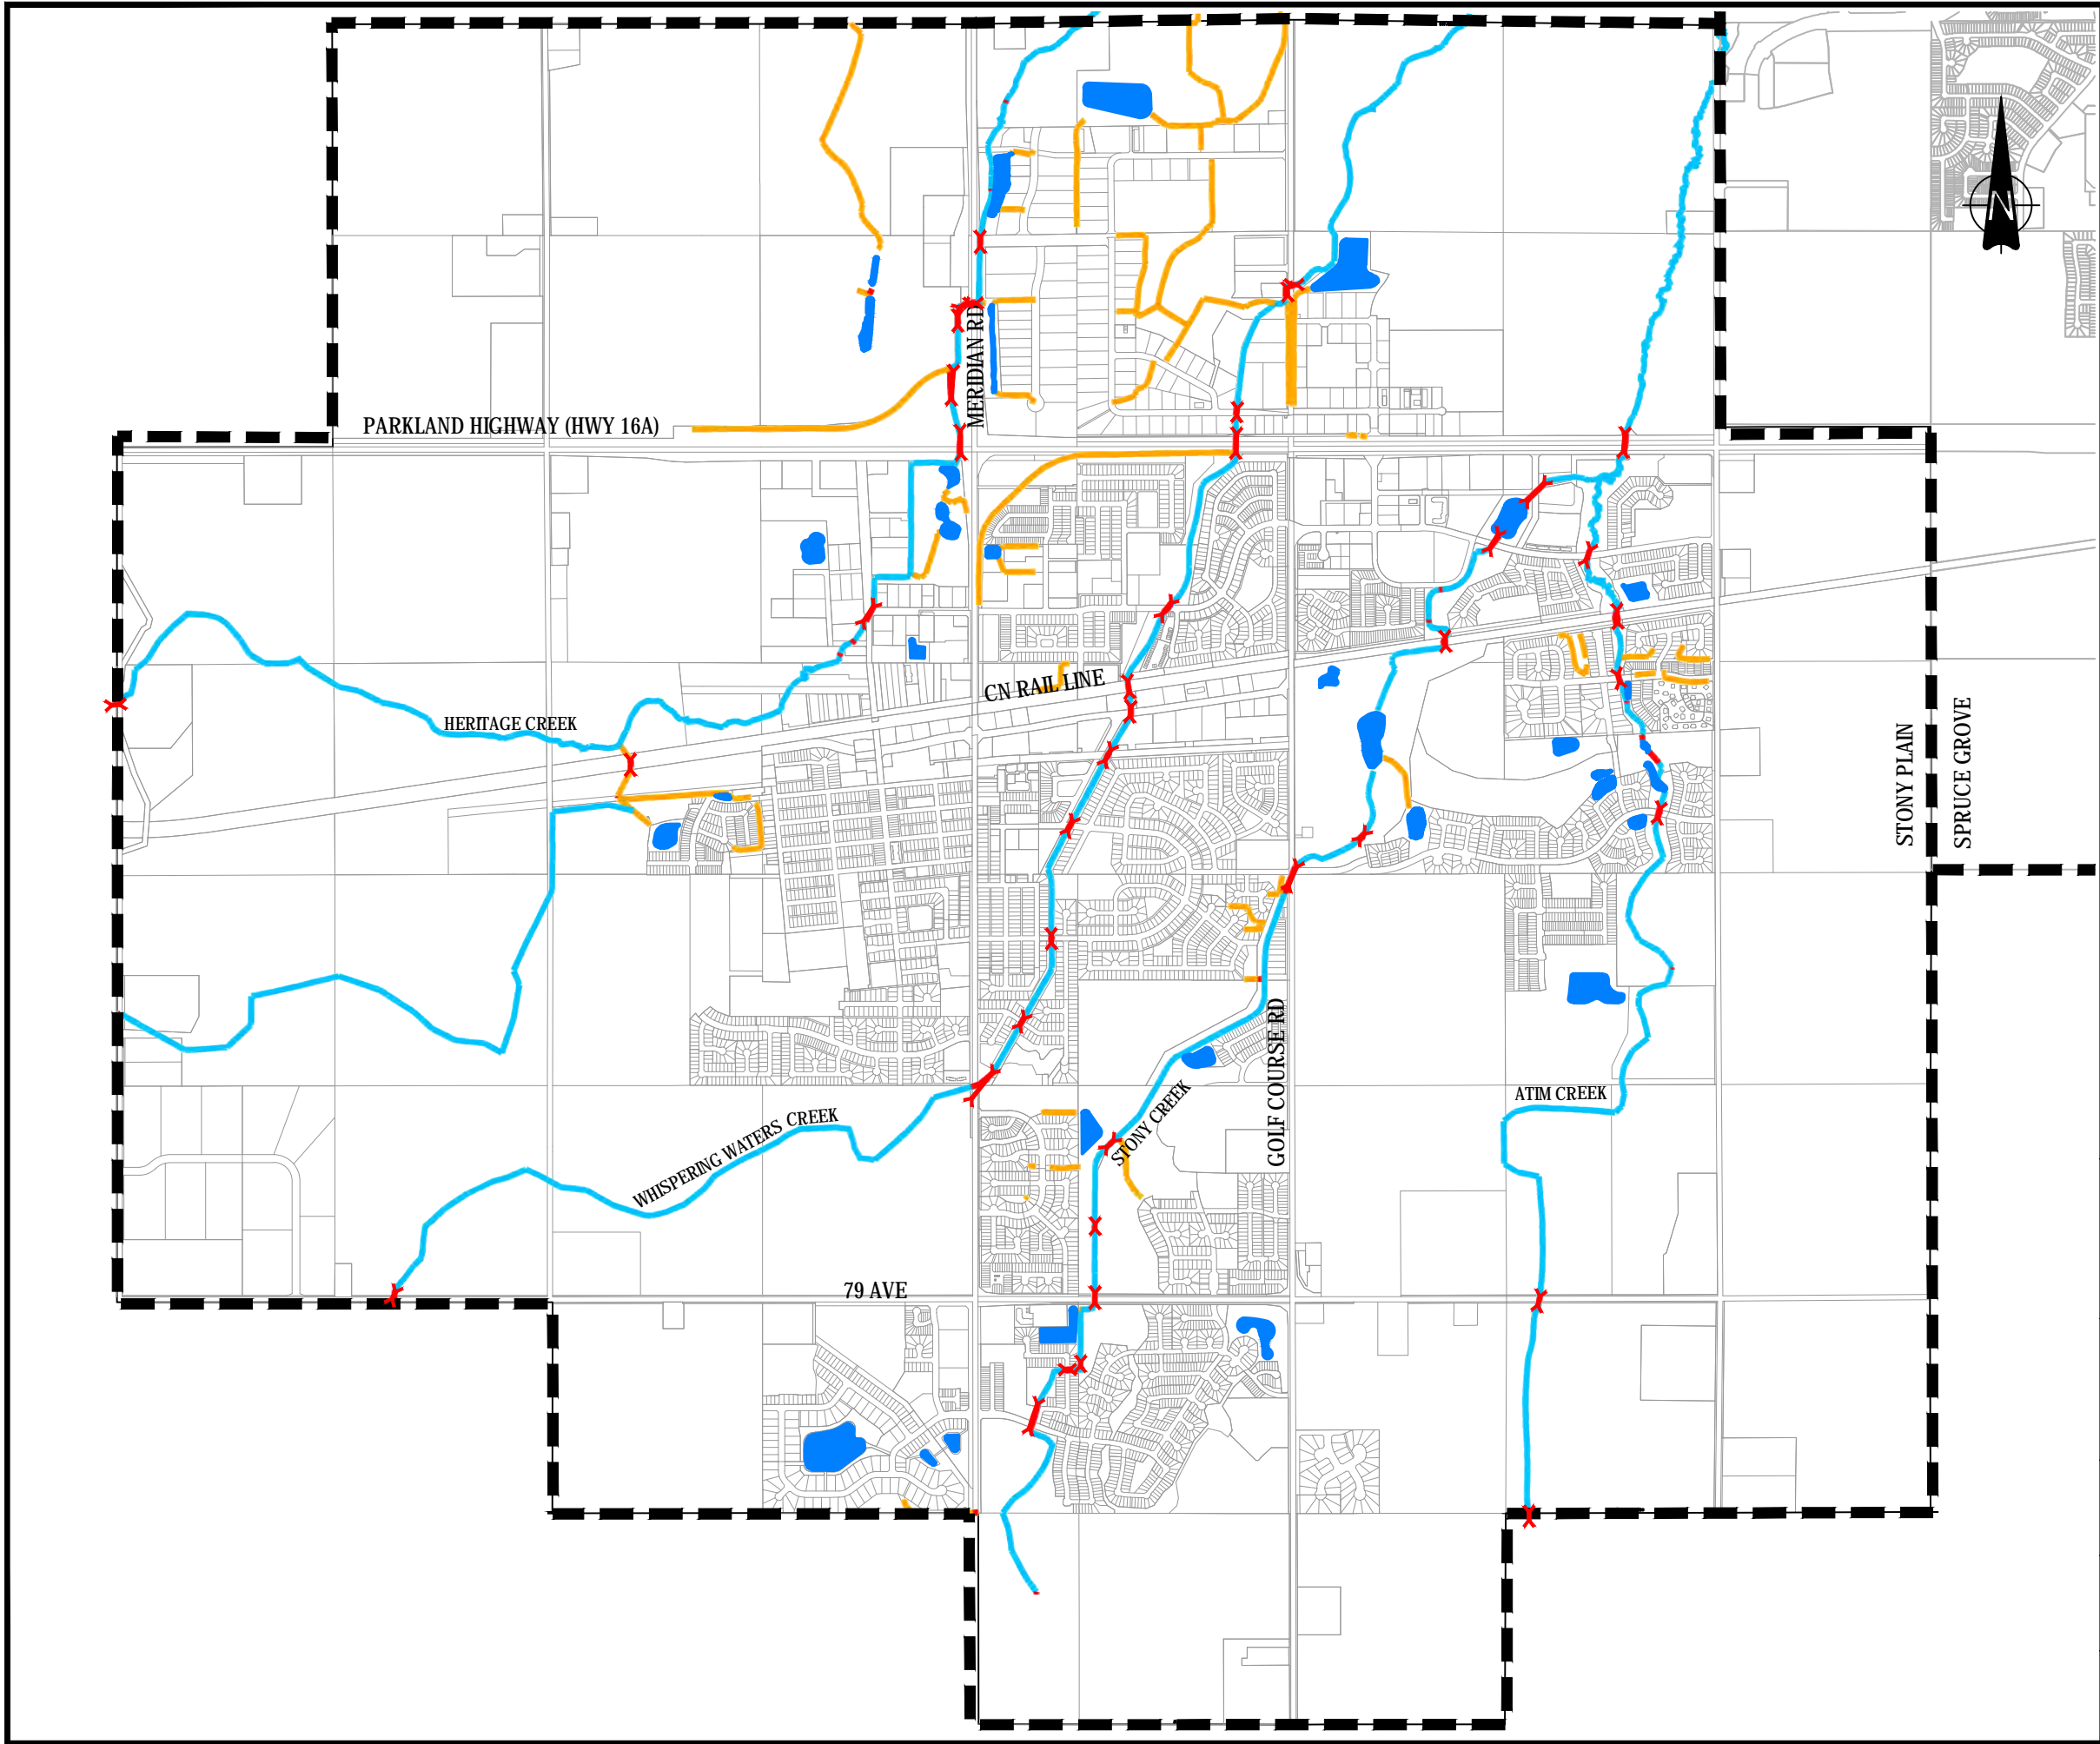 N
MERIDIAN RD
PARKLAND HIGHWAY (HWY 16A)
CN RAIL LINE
HERITAGE CREEK
STONY PLAIN
SPRUCE GROVE
GOLF COURSE RD
STONY CREEK
ATIM CREEK
WHISPERING WATERS CREEK
79 AVE